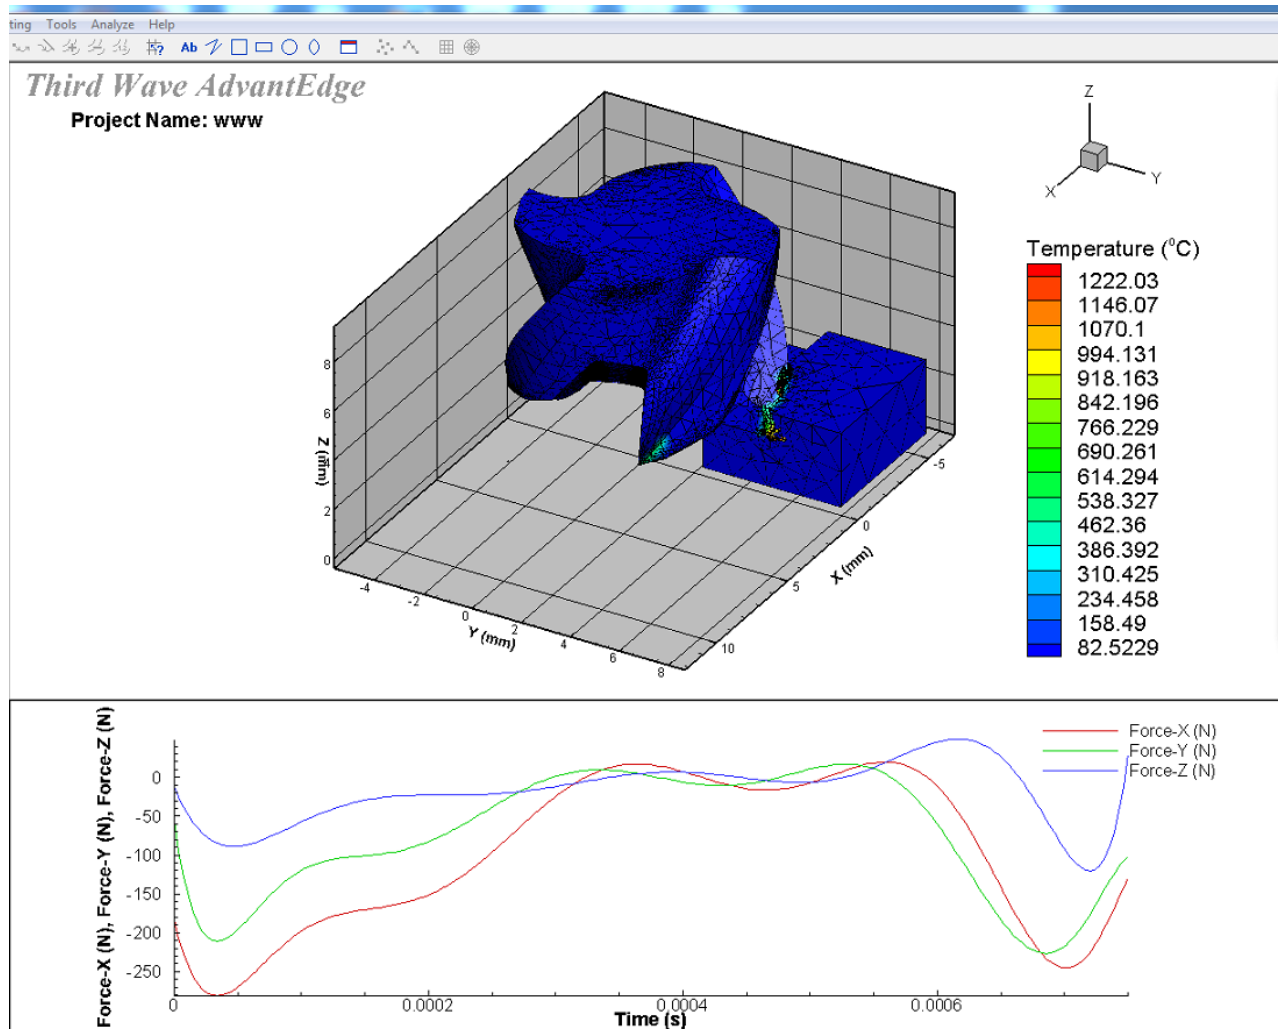 ting Tools Analyze Help
Ab
Third Wave AdvantEdge
Project Name: www
Z
X
Y
Temperature (⁰C)
1222.03
1146.07
1070.1
994.131
918.163
842.196
766.229
690.261
614.294
538.327
462.36
386.392
310.425
234.458
158.49
82.5229
Z (mm)
8
6
4
2
0
-4
-2
0
2
4
6
8
Y (mm)
-5
0
5
10
X (mm)
Force-X (N), Force-Y (N), Force-Z (N)
0
-50
-100
-150
-200
-250
0
0.0002
0.0004
0.0006
Time (s)
Force-X (N)
Force-Y (N)
Force-Z (N)